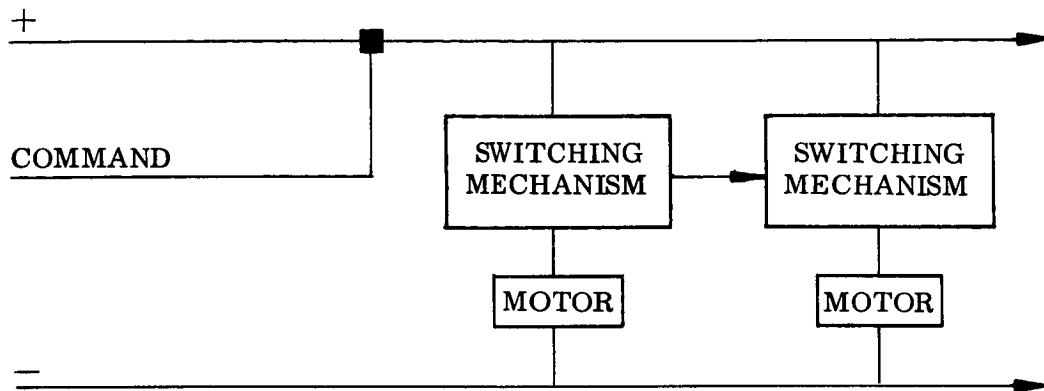 +
COMMAND
SWITCHING
MECHANISM
SWITCHING
MECHANISM
MOTOR
MOTOR
−